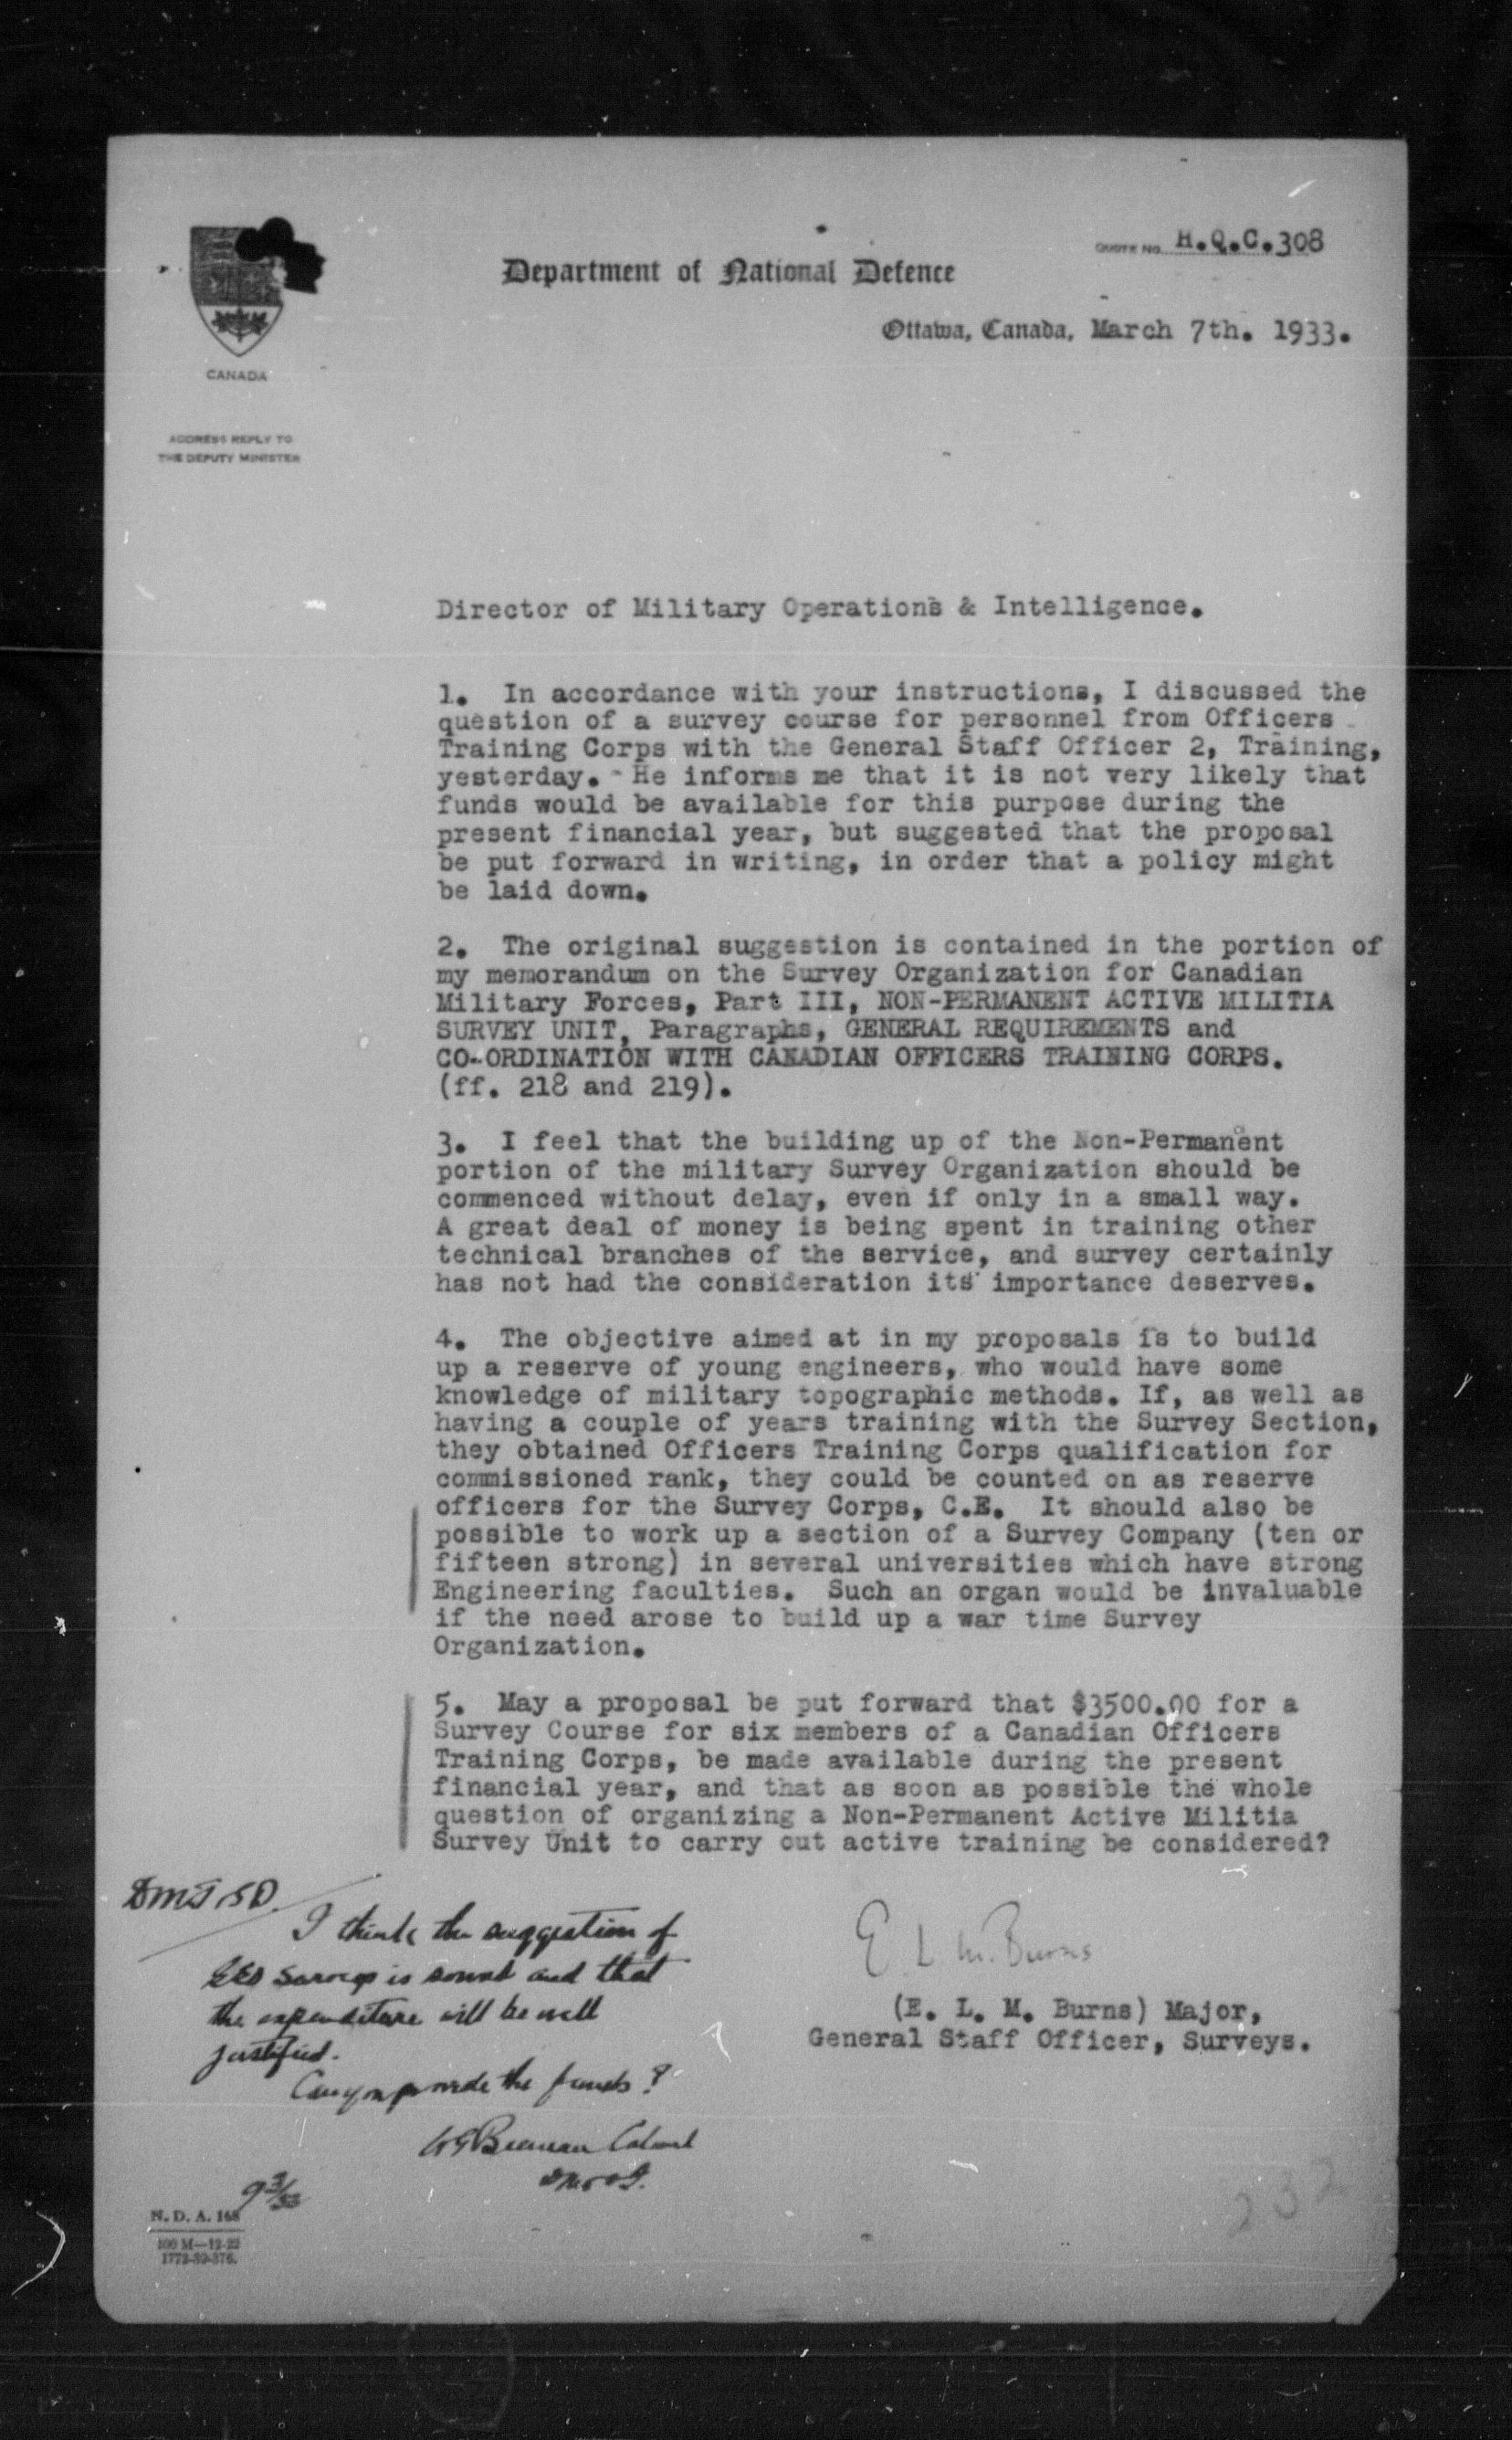 QUOTE NO. H.Q.C.308
Department of National Defence
Ottawa, Canada, March 7th. 1933.
CANADA
ADDRESS REPLY TO
THE DEPUTY MINISTER
Director of Military Operations & Intelligence.
1. In accordance with your instructions, I discussed the
question of a survey course for personnel from Officers
Training Corps with the General Staff Officer 2, Training,
yesterday. He informs me that it is not very likely that
funds would be available for this purpose during the
present financial year, but suggested that the proposal
be put forward in writing, in order that a policy might
be laid down.
2. The original suggestion is contained in the portion of
my memorandum on the Survey Organization for Canadian
Military Forces, Part III, NON-PERMANENT ACTIVE MILITIA
SURVEY UNIT, Paragraphs, GENERAL REQUIREMENTS and
CO-ORDINATION WITH CANADIAN OFFICERS TRAINING CORPS.
(ff. 218 and 219).
3. I feel that the building up of the Non-Permanent
portion of the military Survey Organization should be
commenced without delay, even if only in a small way.
A great deal of money is being spent in training other
technical branches of the service, and survey certainly
has not had the consideration its importance deserves.
4. The objective aimed at in my proposals is to build
up a reserve of young engineers, who would have some
knowledge of military topographic methods. If, as well as
having a couple of years training with the Survey Section,
they obtained Officers Training Corps qualification for
commissioned rank, they could be counted on as reserve
officers for the Survey Corps, C.E. It should also be
possible to work up a section of a Survey Company (ten or
fifteen strong) in several universities which have strong
Engineering faculties. Such an organ would be invaluable
if the need arose to build up a war time Survey
Organization.
5. May a proposal be put forward that $3500.00 for a
Survey Course for six members of a Canadian Officers
Training Corps, be made available during the present
financial year, and that as soon as possible the whole
question of organizing a Non-Permanent Active Militia
Survey Unit to carry out active training be considered?
E L M. Burns
(E. L. M. Burns) Major,
General Staff Officer, Surveys.
I think the suggestion of
is sound and that
the expenditure will be well
justified.
Can you provide the funds?
Colonel
9 3/33
N. D. A. 168
232